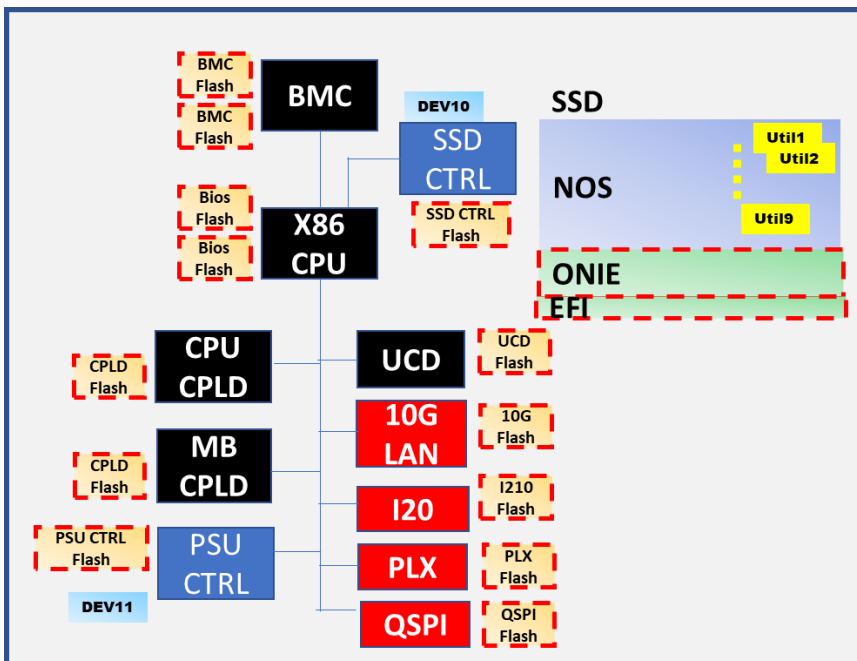 BMC
Flash
BMC
Flash
BMC
DEV10
SSD
CTRL
SSD CTRL
Flash
Bios
Flash
Bios
Flash
X86
CPU
SSD
NOS
Util1
Util2
Util9
ONIE
EFI
CPLD
Flash
CPU
CPLD
UCD
UCD
Flash
10G
LAN
10G
Flash
CPLD
Flash
MB
CPLD
I20
I210
Flash
PSU CTRL
Flash
PSU
CTRL
DEV11
PLX
PLX
Flash
QSPI
QSPI
Flash